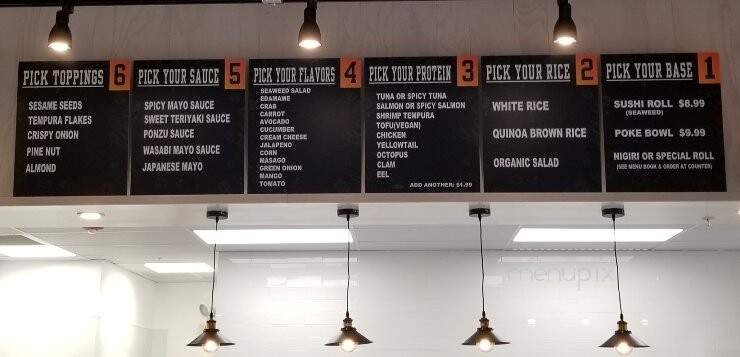 PICK TOPPINGS 6
SESAME SEEDS
TEMPURA FLAKES
CRISPY ONION
PINE NUT
ALMOND
PICK YOUR SAUCE 5
SPICY MAYO SAUCE
SWEET TERIYAKI SAUCE
PONZU SAUCE
WASABI MAYO SAUCE
JAPANESE MAYO
PICK YOUR FLAVORS 4
SEAWEED SALAD
EDAMAME
CRAB
CARROT
AVOCADO
CUCUMBER
CREAM CHEESE
JALAPENO
CORN
MASAGO
GREEN ONION
MANGO
TOMATO
PICK YOUR PROTEIN 3
TUNA OR SPICY TUNA
SALMON OR SPICY SALMON
SHRIMP TEMPURA
TOFU(VEGAN)
CHICKEN
YELLOWTAIL
OCTOPUS
CLAM
EEL
ADD ANOTHER: $1.99
PICK YOUR RICE 2
WHITE RICE
QUINOA BROWN RICE
ORGANIC SALAD
PICK YOUR BASE 1
SUSHI ROLL $8.99
(SEAWEED)
POKE BOWL $9.99
NIGIRI OR SPECIAL ROLL
(SEE MENU BOOK & ORDER AT COUNTER)
menupix